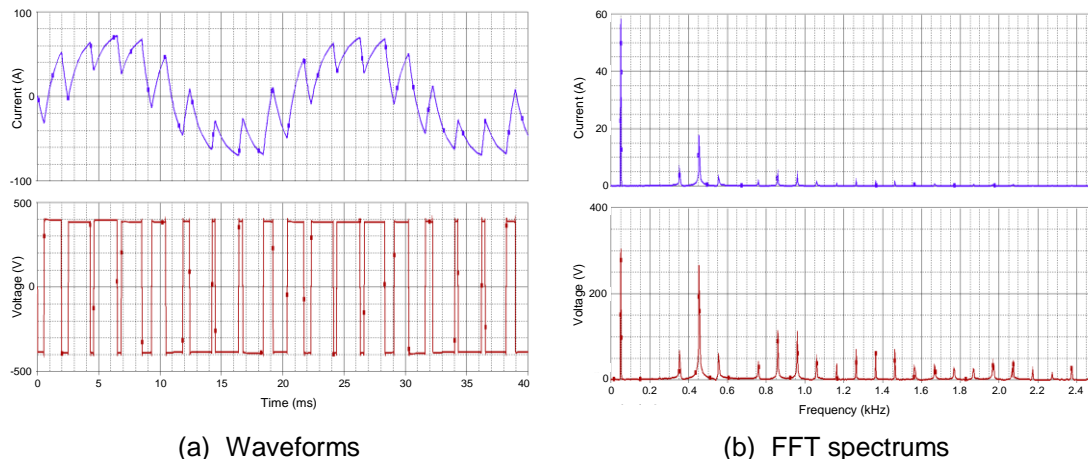 100
0
-100
Current (A)
500
0
-500
Voltage (V)
0 5 10 15 20 25 30 35 40
Time (ms)
(a) Waveforms
60
40
20
0
Current (A)
400
200
0
Voltage (V)
0 0.2 0.4 0.6 0.8 1.0 1.2 1.4 1.6 1.8 2.0 2.2 2.4
Frequency (kHz)
(b) FFT spectrums